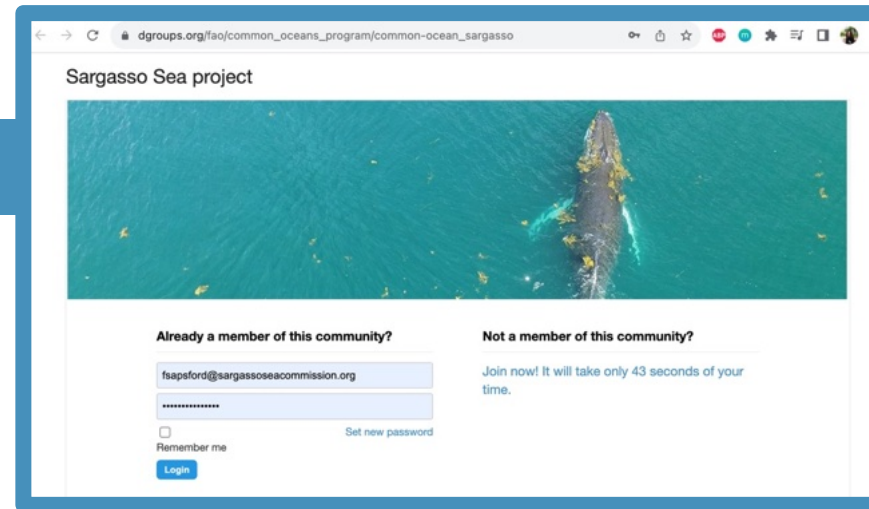 dgroups.org/fao/common_oceans_program/common-ocean_sargasso
ABP
m
Sargasso Sea project
Already a member of this community?
fsapsford@sargassoseacommission.org
•••••••••••••••
Set new password
Remember me
Login
Not a member of this community?
Join now! It will take only 43 seconds of your
time.